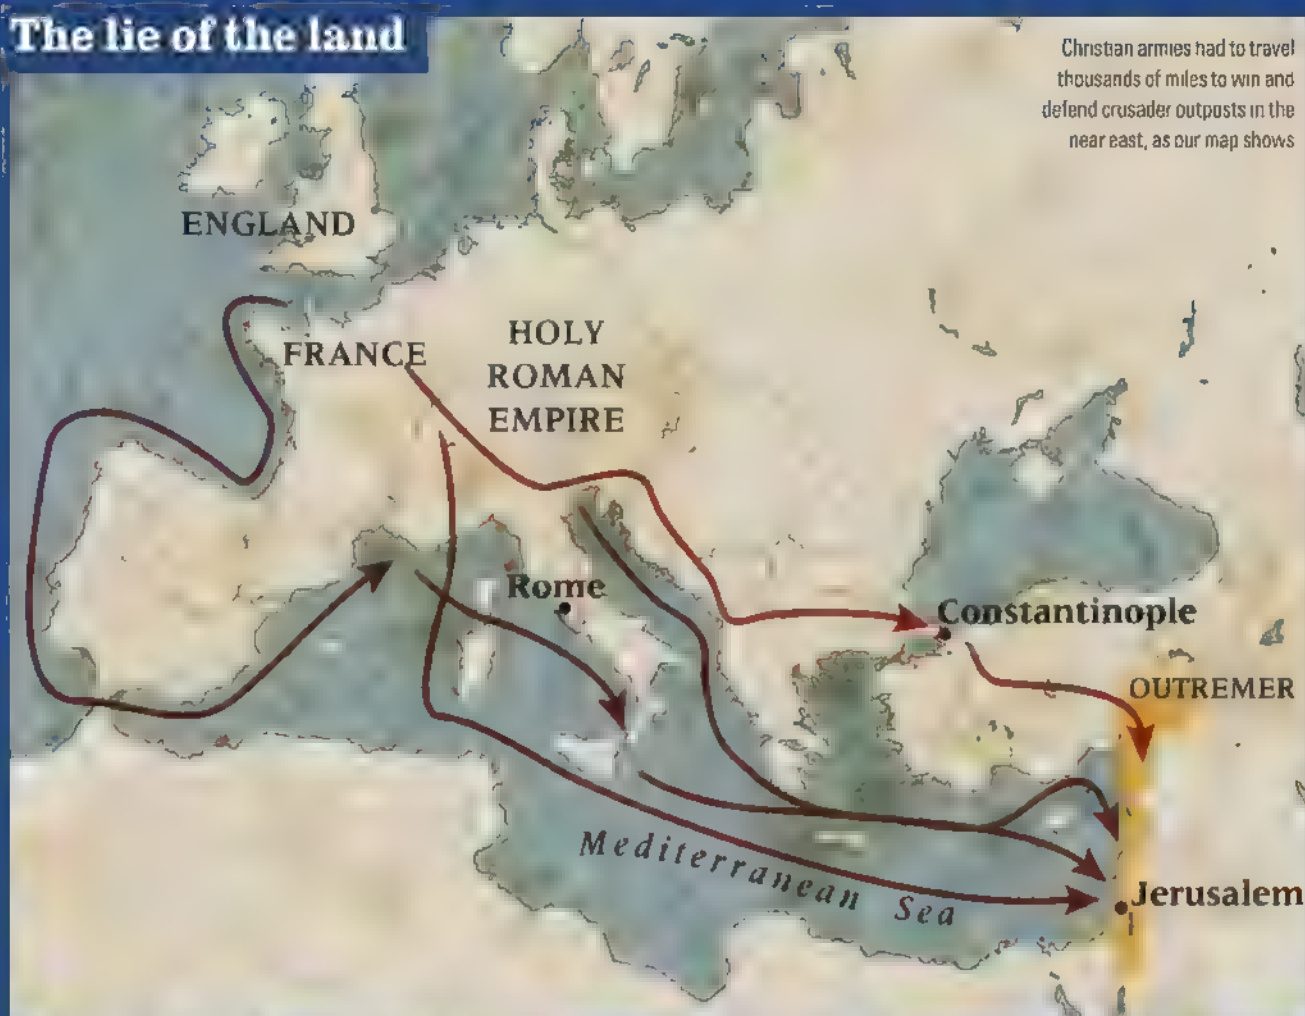 The lie of the land
Christian armies had to travel
thousands of miles to win and
defend crusader outposts in the
near east, as our map shows
ENGLAND
FRANCE
HOLY
ROMAN
EMPIRE
Rome
Constantinople
OUTREMER
Mediterranean Sea
Jerusalem